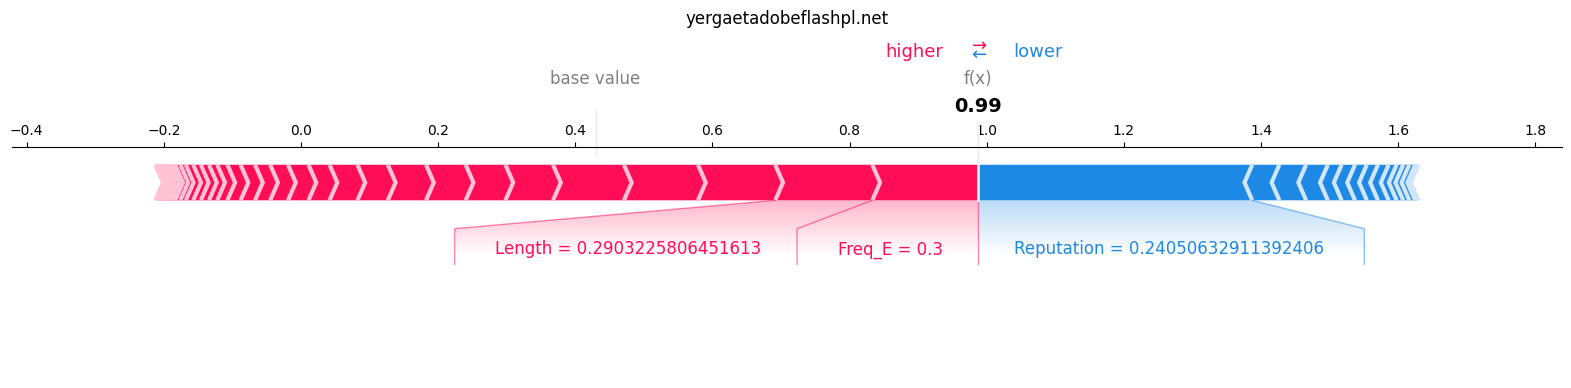 yergaetadobeflashpl.net
higher ⇄ lower
base value f(x)
0.99
−0.4 −0.2 0.0 0.2 0.4 0.6 0.8 1.0 1.2 1.4 1.6 1.8
Length = 0.2903225806451613 Freq_E = 0.3 Reputation = 0.24050632911392406